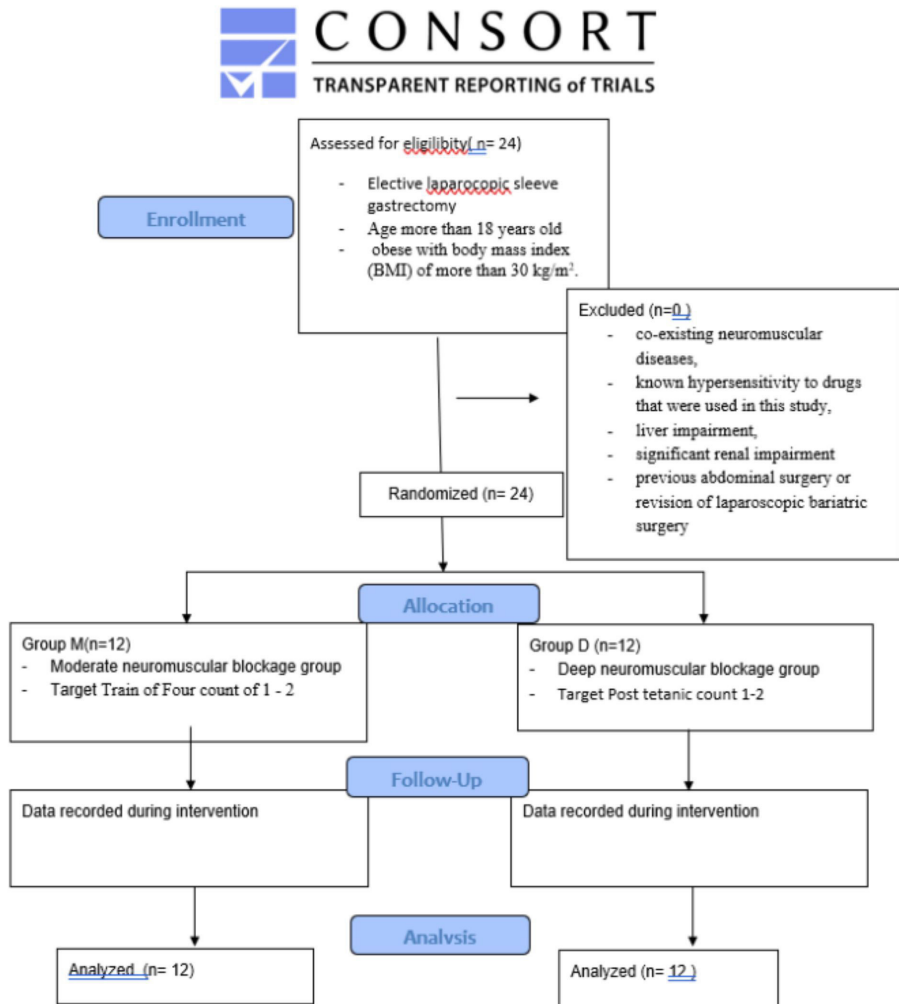 CONSORT
TRANSPARENT REPORTING of TRIALS
Assessed for eligilibity( n= 24)
- Elective laparocopic sleeve
gastrectomy
- Age more than 18 years old
- obese with body mass index
(BMI) of more than 30 kg/m².
Enrollment
Excluded (n=0 )
- co-existing neuromuscular
diseases,
- known hypersensitivity to drugs
that were used in this study,
- liver impairment,
- significant renal impairment
- previous abdominal surgery or
revision of laparoscopic bariatric
surgery
Randomized (n= 24)
Allocation
Group M(n=12)
- Moderate neuromuscular blockage group
- Target Train of Four count of 1 - 2
Group D (n=12)
- Deep neuromuscular blockage group
- Target Post tetanic count 1-2
Follow-Up
Data recorded during intervention
Data recorded during intervention
Analysis
Analyzed (n= 12)
Analyzed (n= 12 )